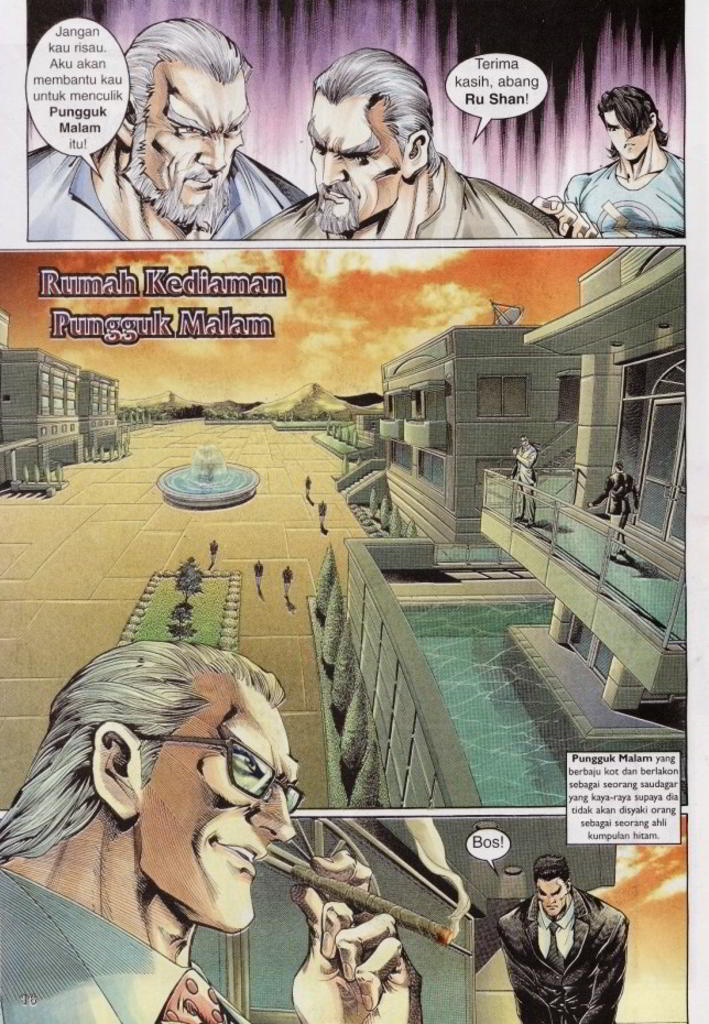 Jangan
kau risau.
Aku akan
membantu kau
untuk menculik
Pungguk
Malam
itu!
Terima
kasih, abang
Ru Shan!
Rumah Kediaman
Pungguk Malam
Pungguk Malam yang
berbaju kot dan berlakon
sebagai seorang saudagar
yang kaya-raya supaya dia
tidak akan disyaki orang
sebagai seorang ahli
kumpulan hitam.
Bos!